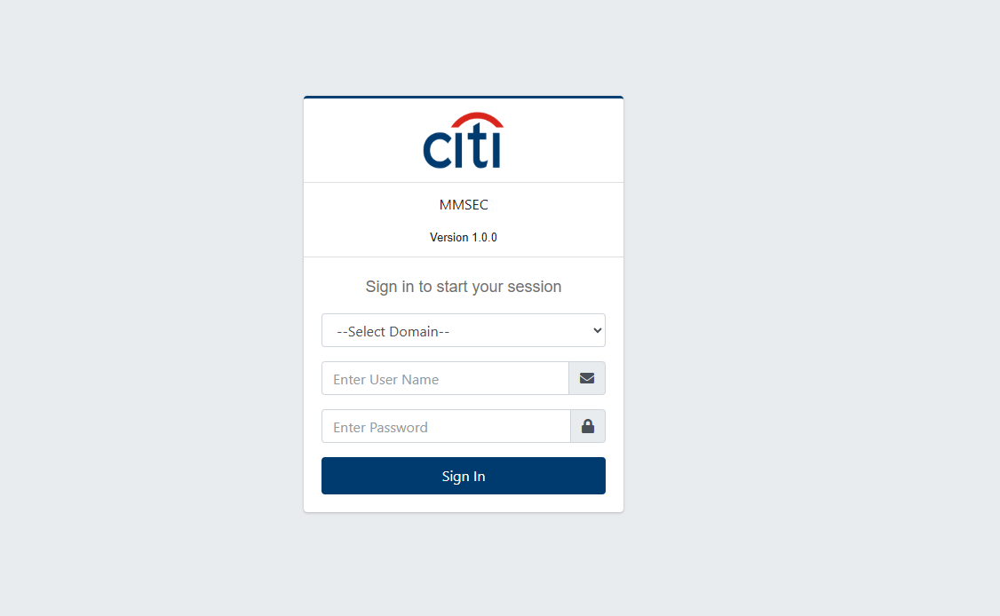 citi
MMSEC
Version 1.0.0
Sign in to start your session
--Select Domain--
Enter User Name
Enter Password
Sign In